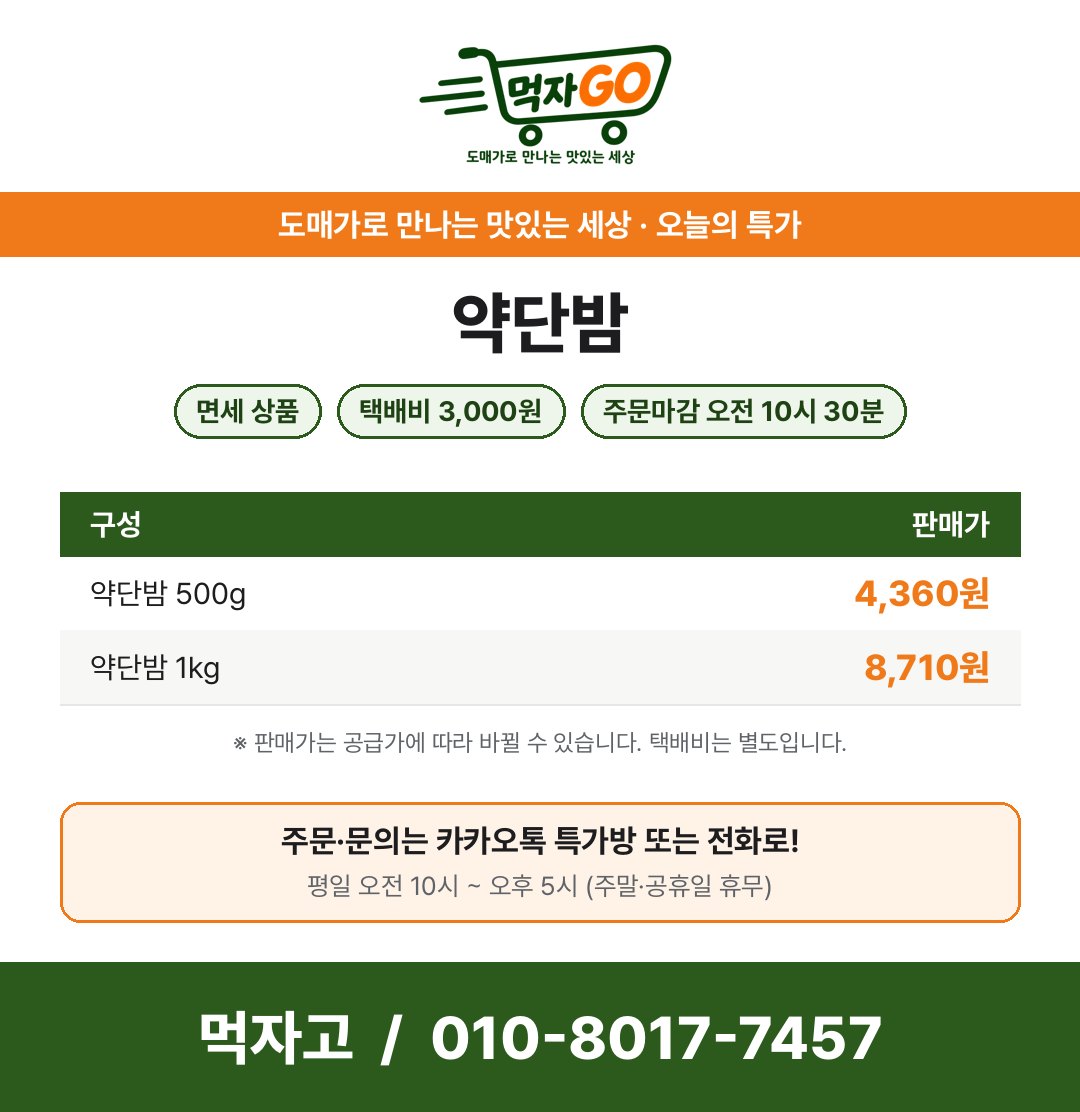 먹자GO
도매가로 만나는 맛있는 세상
도매가로 만나는 맛있는 세상 · 오늘의 특가
약단밤
면세 상품 택배비 3,000원 주문마감 오전 10시 30분
구성 판매가
약단밤 500g 4,360원
약단밤 1kg 8,710원
※ 판매가는 공급가에 따라 바뀔 수 있습니다. 택배비는 별도입니다.
주문·문의는 카카오톡 특가방 또는 전화로!
평일 오전 10시 ~ 오후 5시 (주말·공휴일 휴무)
먹자고 / 010-8017-7457